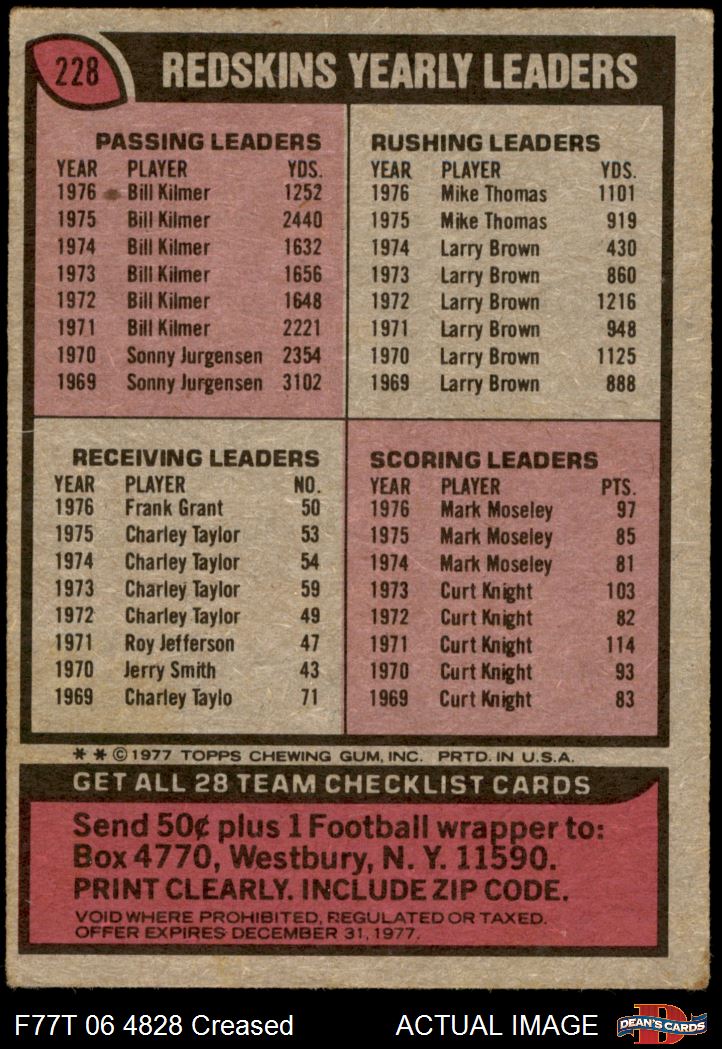 228
REDSKINS YEARLY LEADERS
PASSING LEADERS
YEAR PLAYER YDS.
1976 Bill Kilmer 1252
1975 Bill Kilmer 2440
1974 Bill Kilmer 1632
1973 Bill Kilmer 1656
1972 Bill Kilmer 1648
1971 Bill Kilmer 2221
1970 Sonny Jurgensen 2354
1969 Sonny Jurgensen 3102
RUSHING LEADERS
YEAR PLAYER YDS.
1976 Mike Thomas 1101
1975 Mike Thomas 919
1974 Larry Brown 430
1973 Larry Brown 860
1972 Larry Brown 1216
1971 Larry Brown 948
1970 Larry Brown 1125
1969 Larry Brown 888
RECEIVING LEADERS
YEAR PLAYER NO.
1976 Frank Grant 50
1975 Charley Taylor 53
1974 Charley Taylor 54
1973 Charley Taylor 59
1972 Charley Taylor 49
1971 Roy Jefferson 47
1970 Jerry Smith 43
1969 Charley Taylo 71
SCORING LEADERS
YEAR PLAYER PTS.
1976 Mark Moseley 97
1975 Mark Moseley 85
1974 Mark Moseley 81
1973 Curt Knight 103
1972 Curt Knight 82
1971 Curt Knight 114
1970 Curt Knight 93
1969 Curt Knight 83
* * ©1977 TOPPS CHEWING GUM, INC. PRTD. IN U.S.A.
GET ALL 28 TEAM CHECKLIST CARDS
Send 50¢ plus 1 Football wrapper to:
Box 4770, Westbury, N. Y. 11590.
PRINT CLEARLY. INCLUDE ZIP CODE.
VOID WHERE PROHIBITED, REGULATED OR TAXED.
OFFER EXPIRES DECEMBER 31, 1977.
F77T 06 4828 Creased
ACTUAL IMAGE
D
DEAN'S CARDS